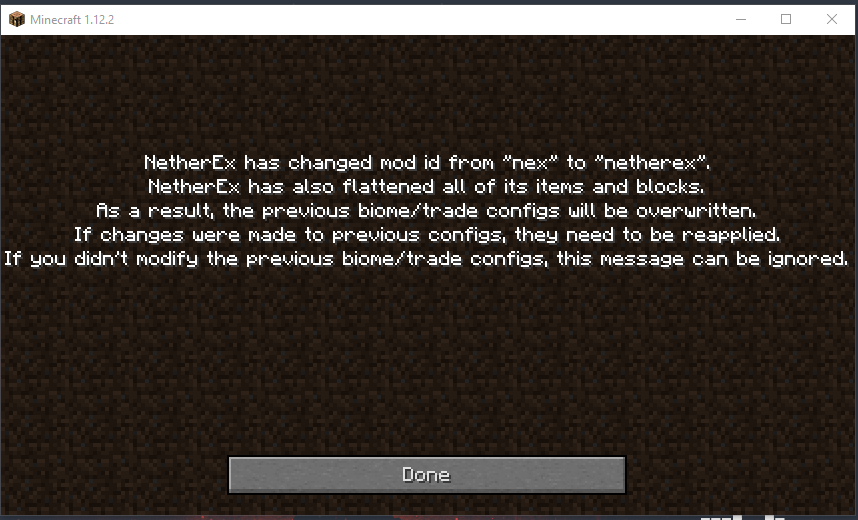 Minecraft 1.12.2
NetherEx has changed mod id from "nex" to "netherex".
NetherEx has also flattened all of its items and blocks.
As a result, the previous biome/trade configs will be overwritten.
If changes were made to previous configs, they need to be reapplied.
If you didn't modify the previous biome/trade configs, this message can be ignored.
Done